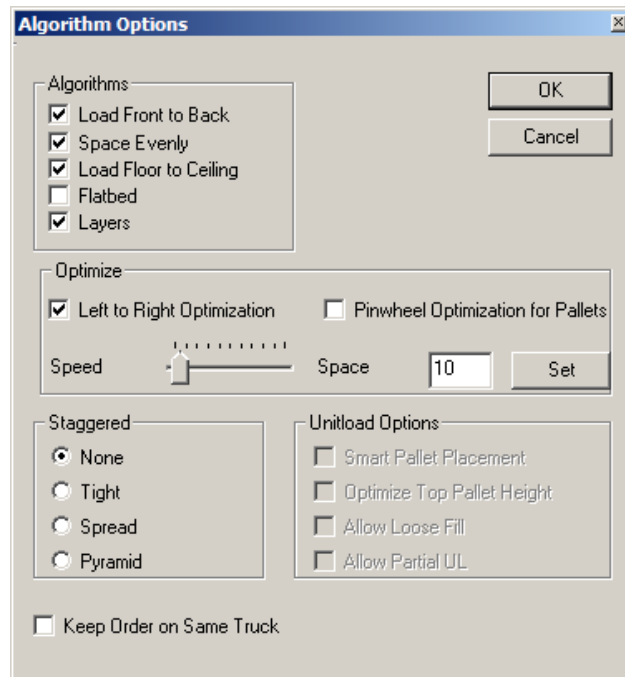 Algorithm Options
Algorithms
Load Front to Back
Space Evenly
Load Floor to Ceiling
Flatbed
Layers
OK
Cancel
Optimize
Left to Right Optimization
Pinwheel Optimization for Pallets
Speed
Space
10
Set
Staggered
None
Tight
Spread
Pyramid
Unitload Options
Smart Pallet Placement
Optimize Top Pallet Height
Allow Loose Fill
Allow Partial UL
Keep Order on Same Truck